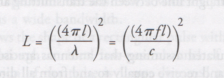 L = ((4πl)/λ)² = ((4πfl)/c)²